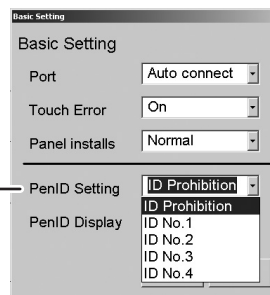 Basic Setting
Basic Setting
Port Auto connect
Touch Error On
Panel installs Normal
PenID Setting ID Prohibition
ID Prohibition
PenID Display ID No.1
ID No.2
ID No.3
ID No.4